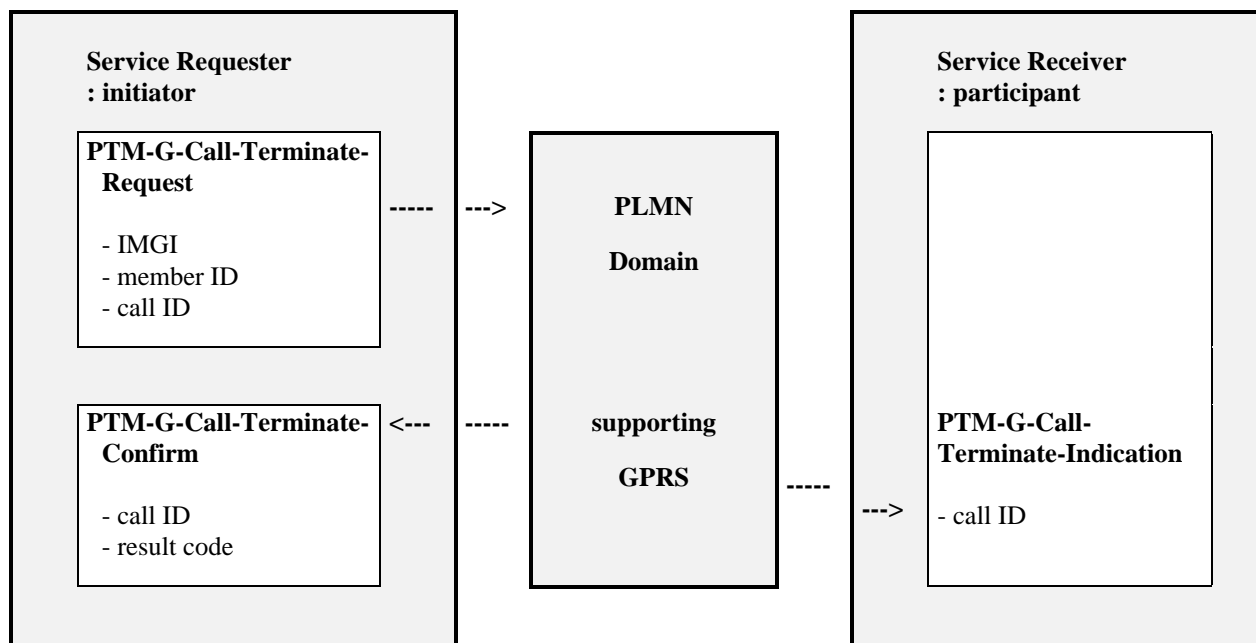 Service Requester
: initiator
PTM-G-Call-Terminate-
Request
- IMGI
- member ID
- call ID
PTM-G-Call-Terminate-
Confirm
- call ID
- result code
----- --->
<--- -----
PLMN
Domain
supporting
GPRS
----- --->
Service Receiver
: participant
PTM-G-Call-
Terminate-Indication
- call ID